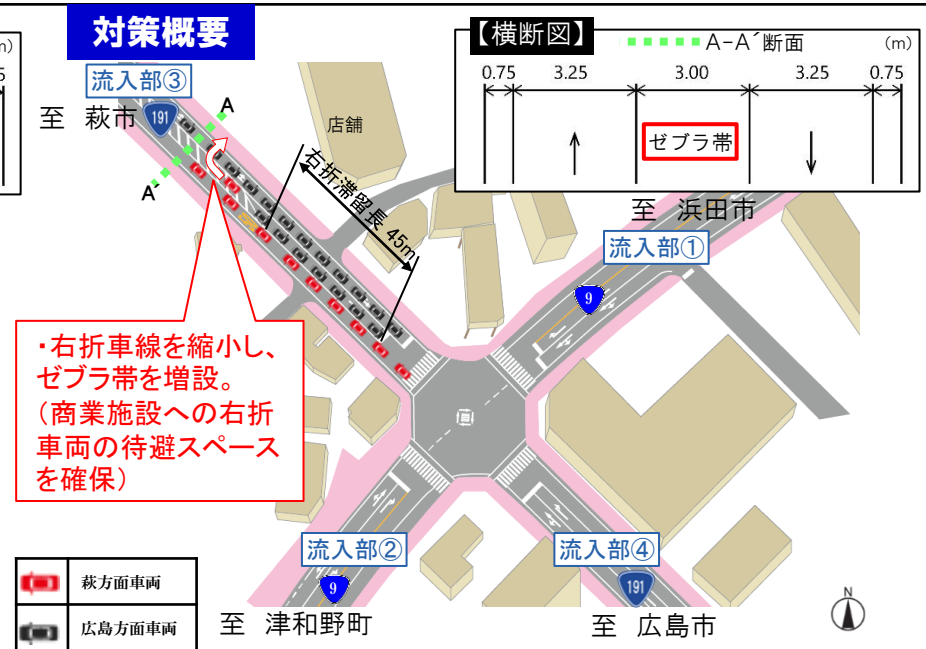 対策概要
m)
5
【横断図】
A-A´断面
(m)
0.75
3.25
3.00
3.25
0.75
ゼブラ帯
流入部③
至 萩市
191
A
A´
店舗
右折滞留長 45m
至 浜田市
流入部①
9
・右折車線を縮小し、
ゼブラ帯を増設。
(商業施設への右折
車両の待避スペース
を確保)
流入部②
9
至 津和野町
流入部④
191
至 広島市
萩方面車両
広島方面車両
N